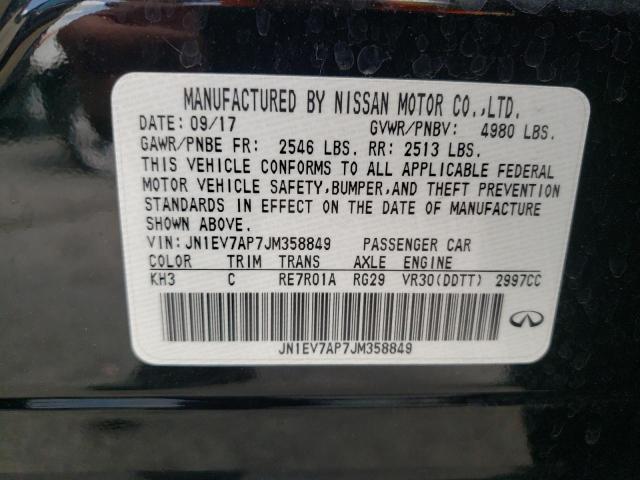 MANUFACTURED BY NISSAN MOTOR CO.,LTD.
DATE: 09/17 GVWR/PNBV: 4980 LBS.
GAWR/PNBE FR: 2546 LBS. RR: 2513 LBS.
THIS VEHICLE CONFORMS TO ALL APPLICABLE FEDERAL
MOTOR VEHICLE SAFETY,BUMPER,AND THEFT PREVENTION
STANDARDS IN EFFECT ON THE DATE OF MANUFACTURE
SHOWN ABOVE.
VIN:JN1EV7AP7JM358849 PASSENGER CAR
COLOR TRIM TRANS AXLE ENGINE
KH3 C RE7R01A RG29 VR30(DDTT) 2997CC
JN1EV7AP7JM358849